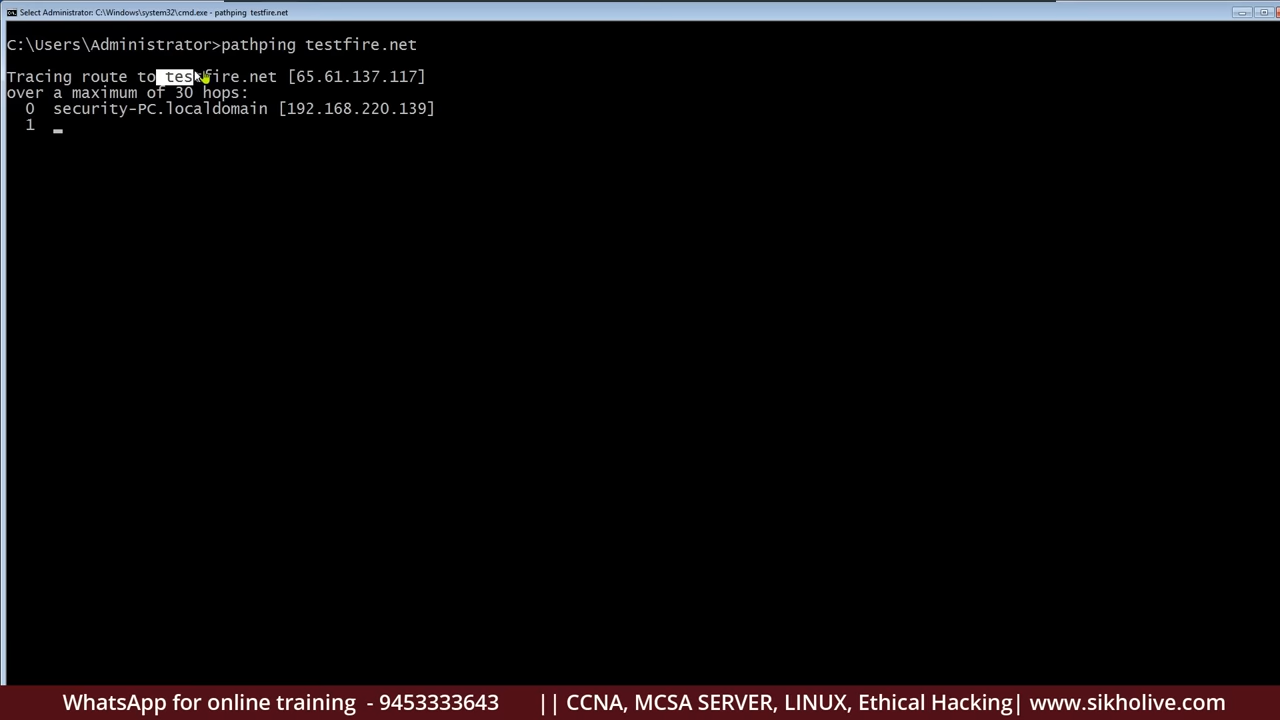 Select Administrator: C:\Windows\system32\cmd.exe - pathping testfire.net
C:\Users\Administrator>pathping testfire.net
Tracing route to testfire.net [65.61.137.117]
over a maximum of 30 hops:
0 security-PC.localdomain [192.168.220.139]
1
WhatsApp for online training - 9453333643 || CCNA, MCSA SERVER, LINUX, Ethical Hacking| www.sikholive.com